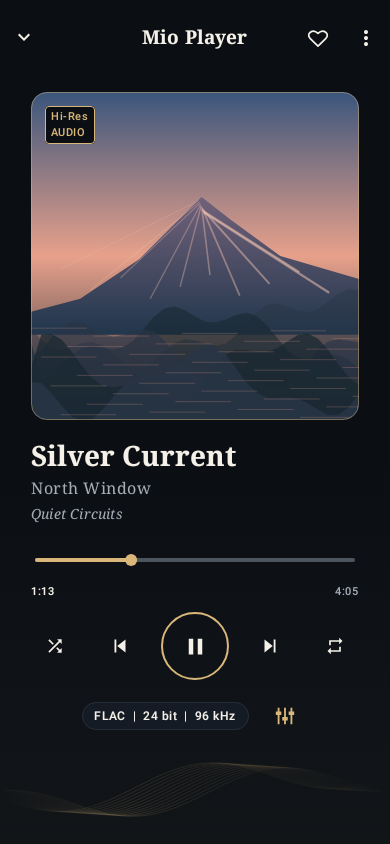 Mio Player
Hi-Res
AUDIO
Silver Current
North Window
Quiet Circuits
1:13
4:05
FLAC | 24 bit | 96 kHz